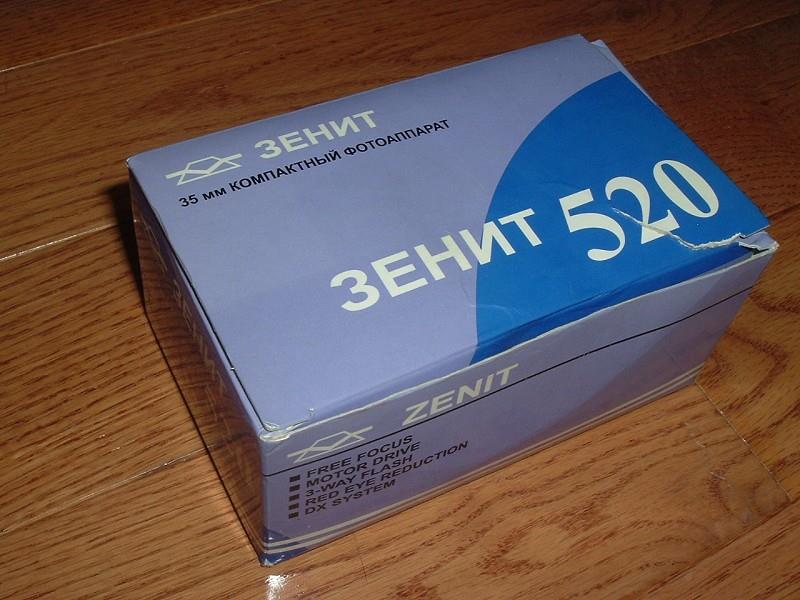 ЗЕНИТ
35 мм КОМПАКТНЫЙ ФОТОАППАРАТ
ЗЕНИТ 520
ZENIT
FREE FOCUS
MOTOR DRIVE
3-WAY FLASH
RED EYE REDUCTION
DX SYSTEM
ЗЕНИТ